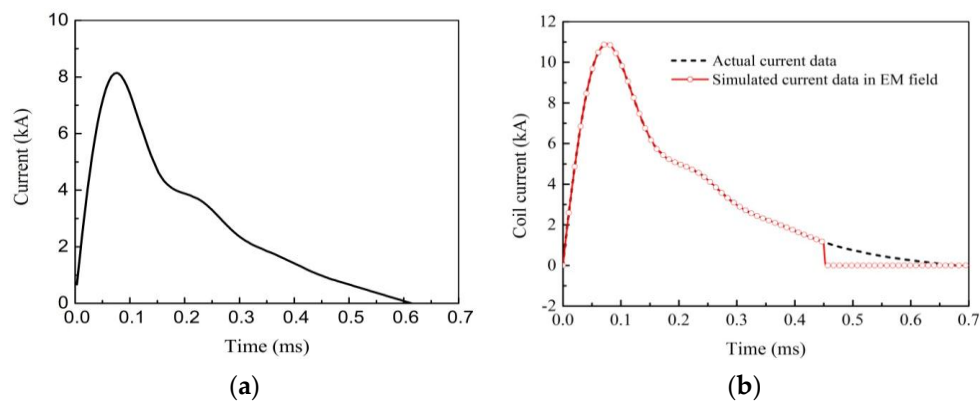 10
8
6
4
2
0
Current (kA)
0.0 0.1 0.2 0.3 0.4 0.5 0.6 0.7
Time (ms)
(a)
12
10
8
6
4
2
0
-2
Coil current (kA)
Actual current data
Simulated current data in EM field
0.0 0.1 0.2 0.3 0.4 0.5 0.6 0.7
Time (ms)
(b)